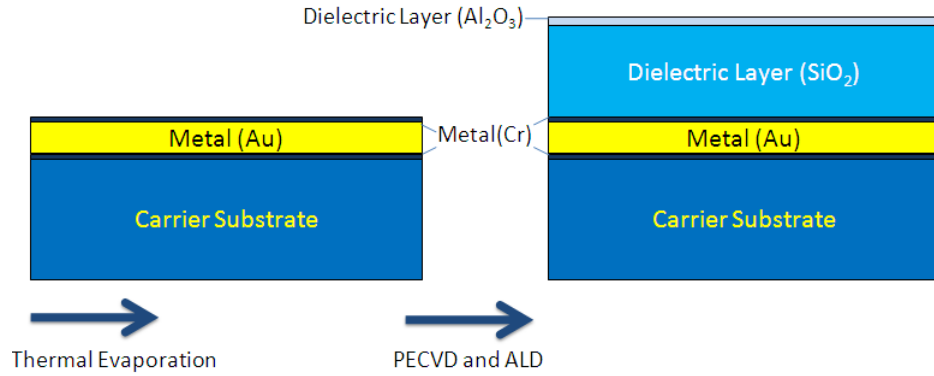 Dielectric Layer (Al₂O₃)
Dielectric Layer (SiO₂)
Metal (Au)
Metal(Cr)
Metal (Au)
Carrier Substrate
Carrier Substrate
Thermal Evaporation
PECVD and ALD